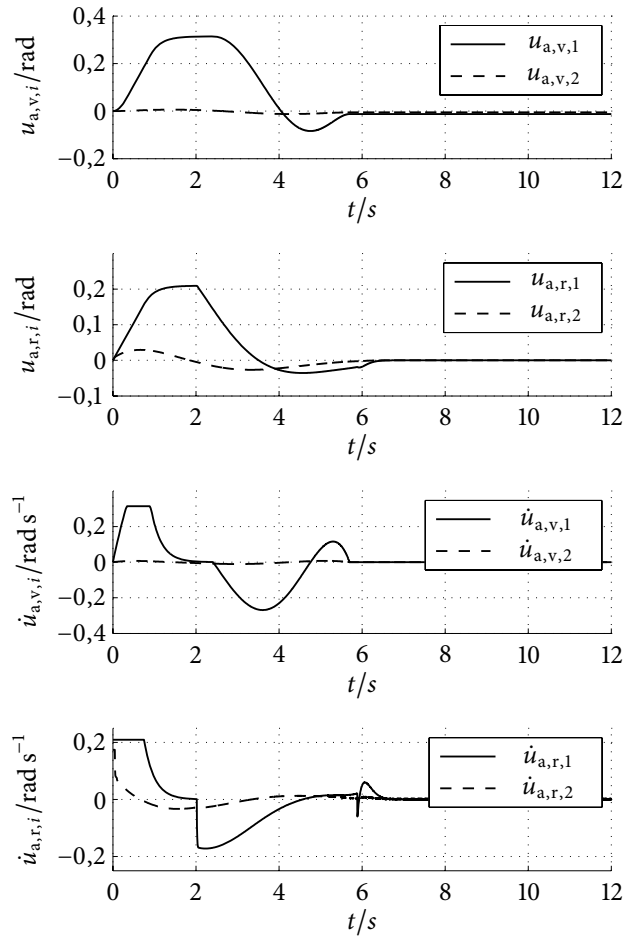 0,4
0,2
0
−0,2
u_{a,v,i}/rad
u_{a,v,1}
u_{a,v,2}
0 2 4 6 8 10 12
t/s
0,2
0,1
0
−0,1
u_{a,r,i}/rad
u_{a,r,1}
u_{a,r,2}
0 2 4 6 8 10 12
t/s
0,2
0
−0,2
−0,4
u̇_{a,v,i}/rad s⁻¹
u̇_{a,v,1}
u̇_{a,v,2}
0 2 4 6 8 10 12
t/s
0,2
0
−0,2
u̇_{a,r,i}/rad s⁻¹
u̇_{a,r,1}
u̇_{a,r,2}
0 2 4 6 8 10 12
t/s